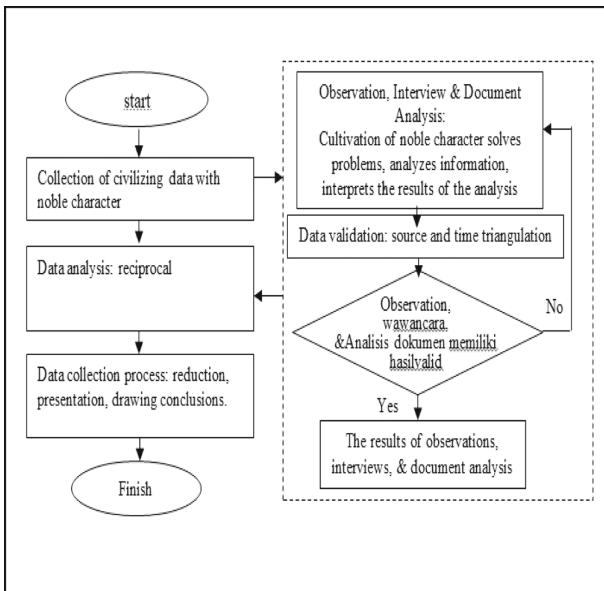 start
Collection of civilizing data with
noble character
Data analysis: reciprocal
Data collection process: reduction,
presentation, drawing conclusions.
Finish
Observation, Interview & Document
Analysis:
Cultivation of noble character solves
problems, analyzes information,
interprets the results of the analysis
Data validation: source and time triangulation
Observation,
wawancara,
&Analisis dokumen memiliki
hasilvalid
No
Yes
The results of observations,
interviews, & document analysis